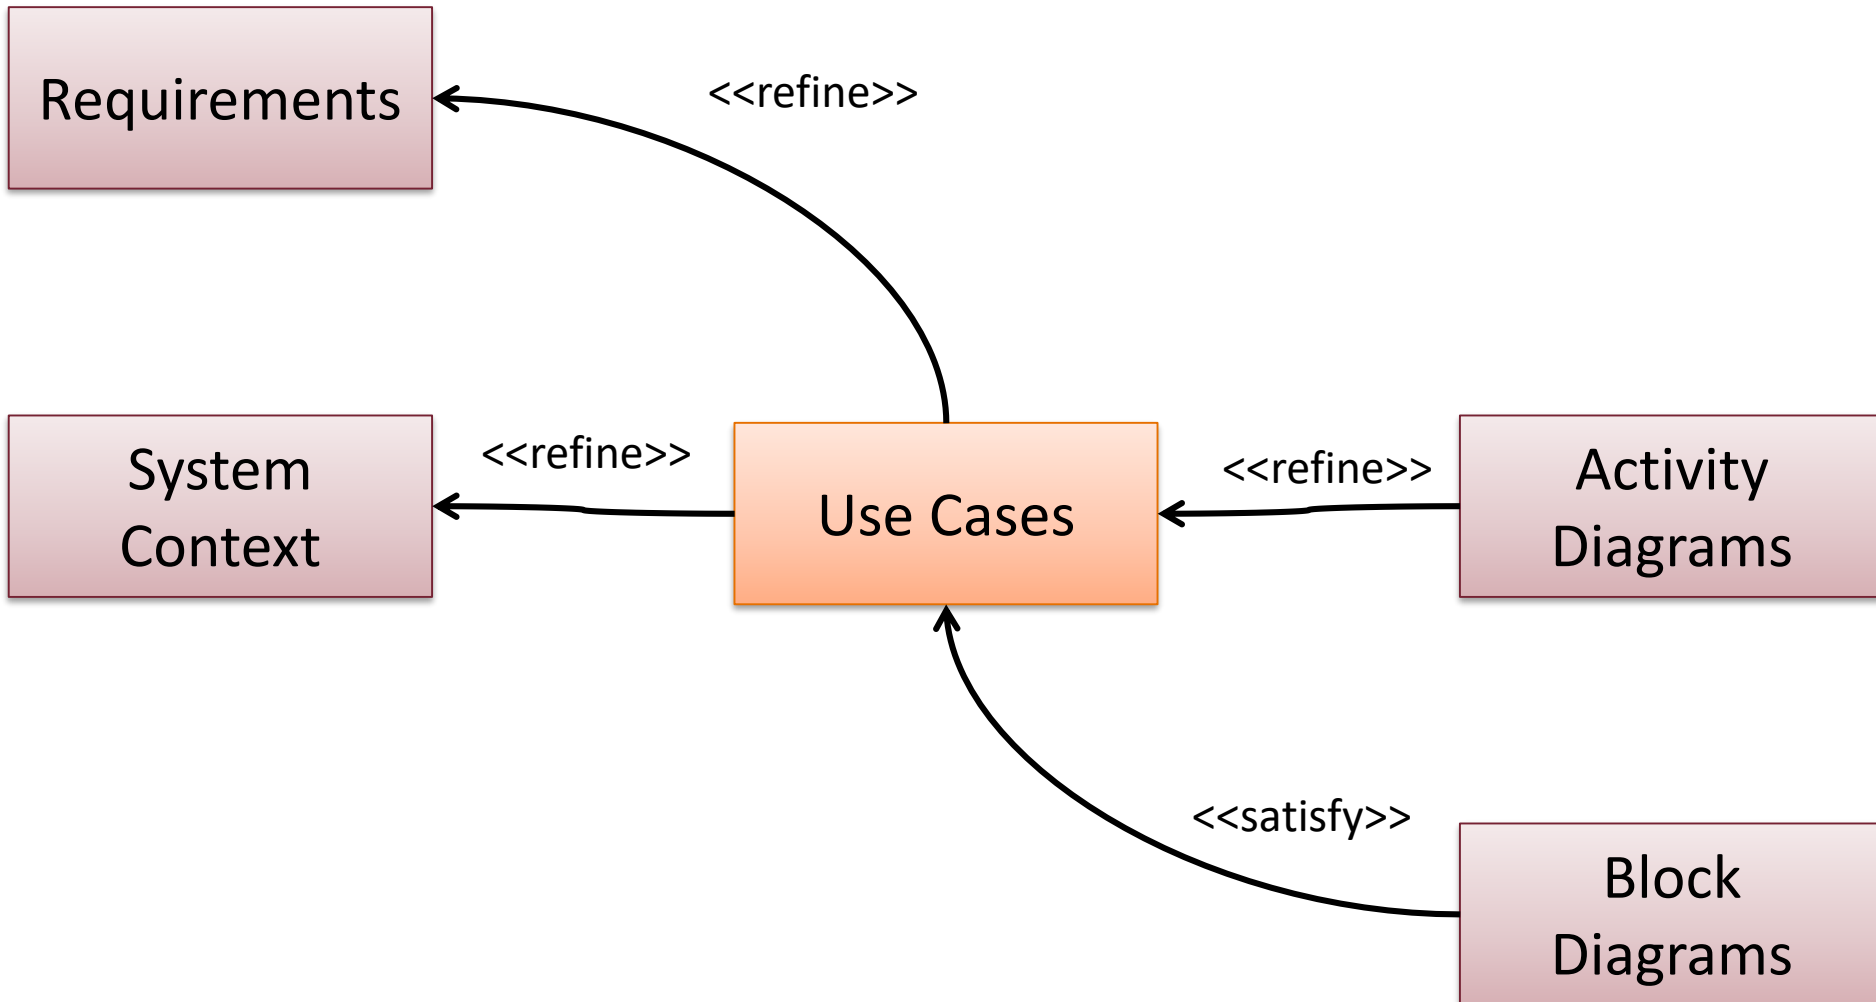 Requirements
<<refine>>
System
Context
<<refine>>
Use Cases
<<refine>>
Activity
Diagrams
<<satisfy>>
Block
Diagrams